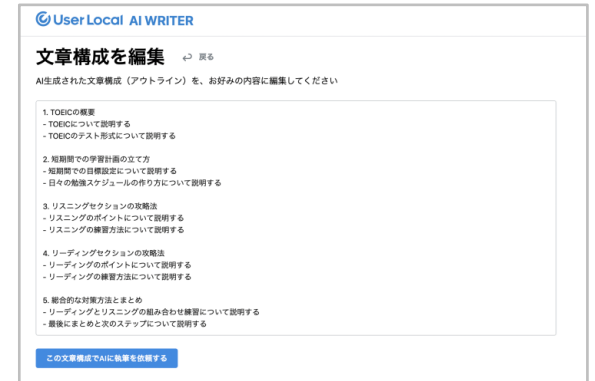 User Local AI WRITER
文章構成を編集 戻る
AI生成された文章構成（アウトライン）を、お好みの内容に編集してください
1. TOEICの概要
- TOEICについて説明する
- TOEICのテスト形式について説明する
2. 短期間での学習計画の立て方
- 短期間での目標設定について説明する
- 日々の勉強スケジュールの作り方について説明する
3. リスニングセクションの攻略法
- リスニングのポイントについて説明する
- リスニングの練習方法について説明する
4. リーディングセクションの攻略法
- リーディングのポイントについて説明する
- リーディングの練習方法について説明する
5. 総合的な対策方法とまとめ
- リーディングとリスニングの組み合わせ練習について説明する
- 最後にまとめと次のステップについて説明する
この文章構成でAIに執筆を依頼する